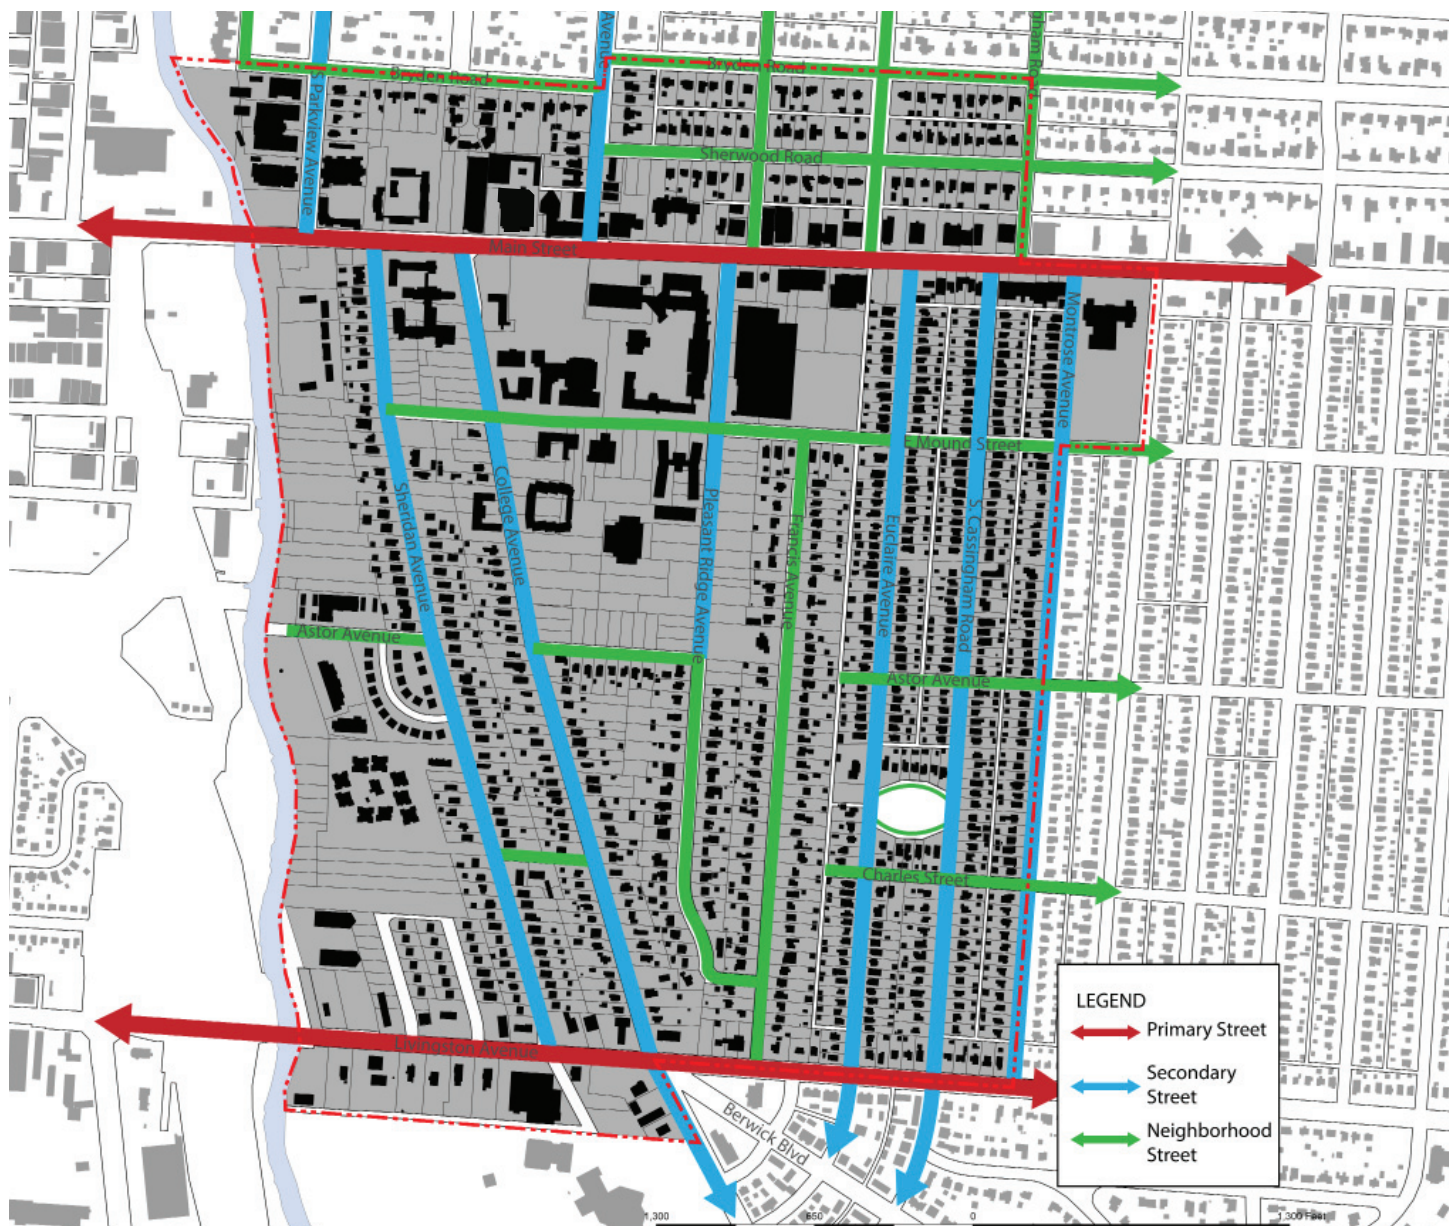 Avenue
gham Road
Bryden Road
Bryden Road
S Parkview Avenue
Sherwood Road
Main Street
Montrose Avenue
E Mound Street
Sheridan Avenue
College Avenue
Pleasant Ridge Avenue
Francis Avenue
Euclaire Avenue
S. Cassingham Road
Astor Avenue
Astor Avenue
Charles Street
Livingston Avenue
Berwick Blvd
LEGEND
Primary Street
Secondary
Street
Neighborhood
Street
1,300
650
0
1,300 Feet